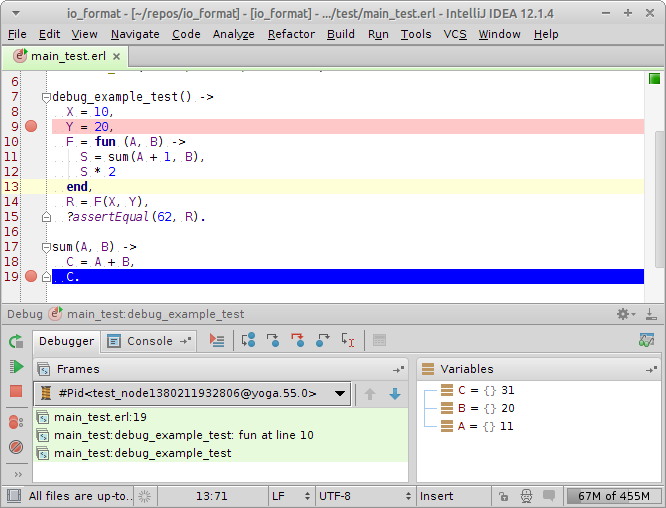 io_format - [~/repos/io_format] - [io_format] - .../test/main_test.erl - IntelliJ IDEA 12.1.4
File Edit View Navigate Code Analyze Refactor Build Run Tools VCS Window Help
main_test.erl
6
7 debug_example_test() ->
8 X = 10,
9 Y = 20,
10 F = fun (A, B) ->
11 S = sum(A + 1, B),
12 S * 2
13 end,
14 R = F(X, Y),
15 ?assertEqual(62, R).
16
17 sum(A, B) ->
18 C = A + B,
19 C.
Debug main_test:debug_example_test
Debugger Console
Frames
Variables
#Pid<test_node1380211932806@yoga.55.0>
main_test.erl:19
main_test:debug_example_test: fun at line 10
main_test:debug_example_test
C = {} 31
B = {} 20
A = {} 11
All files are up-to.. 13:71 LF UTF-8 Insert 67M of 455M